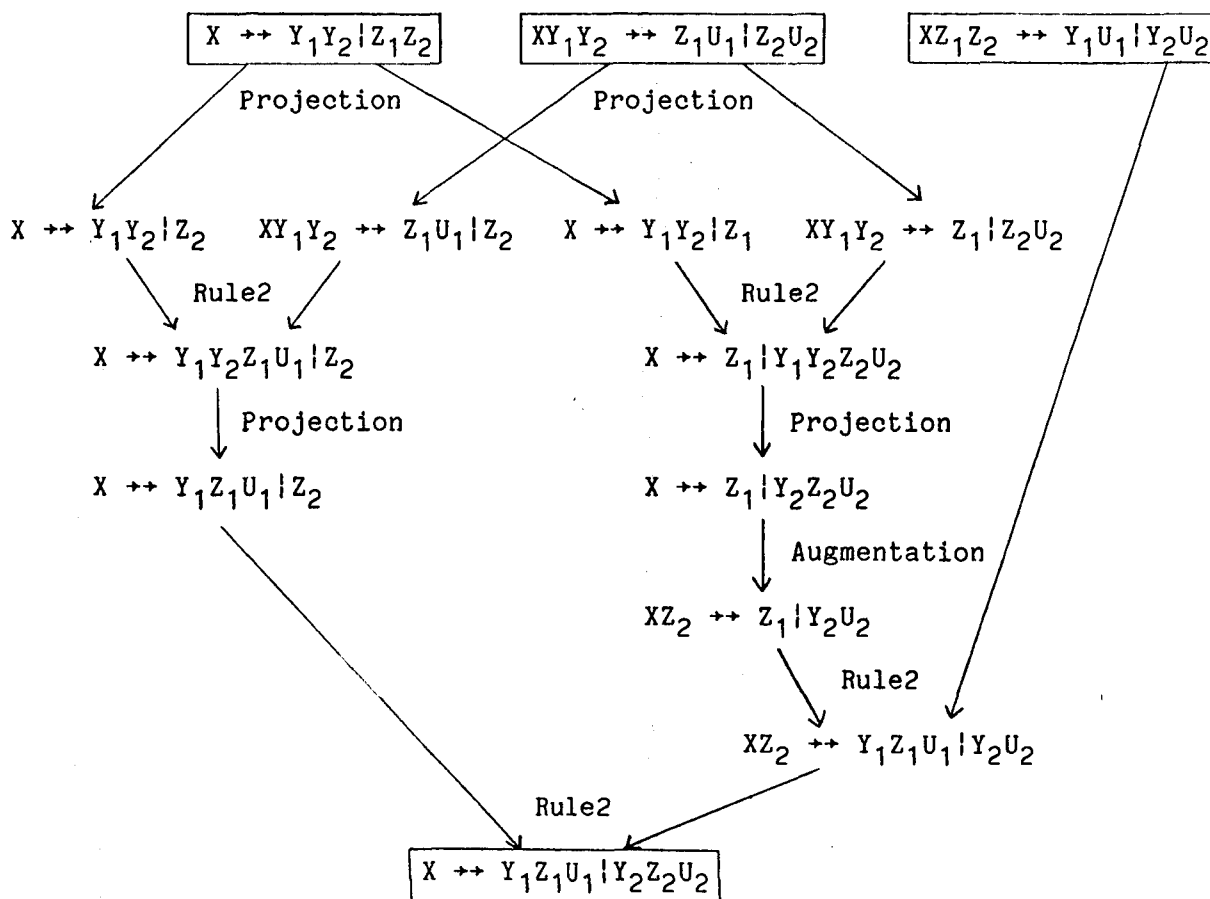 X →→ Y₁Y₂|Z₁Z₂ XY₁Y₂ →→ Z₁U₁|Z₂U₂ XZ₁Z₂ →→ Y₁U₁|Y₂U₂
Projection Projection
X →→ Y₁Y₂|Z₂ XY₁Y₂ →→ Z₁U₁|Z₂ X →→ Y₁Y₂|Z₁ XY₁Y₂ →→ Z₁|Z₂U₂
Rule2 Rule2
X →→ Y₁Y₂Z₁U₁|Z₂ X →→ Z₁|Y₁Y₂Z₂U₂
Projection Projection
X →→ Y₁Z₁U₁|Z₂ X →→ Z₁|Y₂Z₂U₂
Augmentation
XZ₂ →→ Z₁|Y₂U₂
Rule2
XZ₂ →→ Y₁Z₁U₁|Y₂U₂
Rule2
X →→ Y₁Z₁U₁|Y₂Z₂U₂